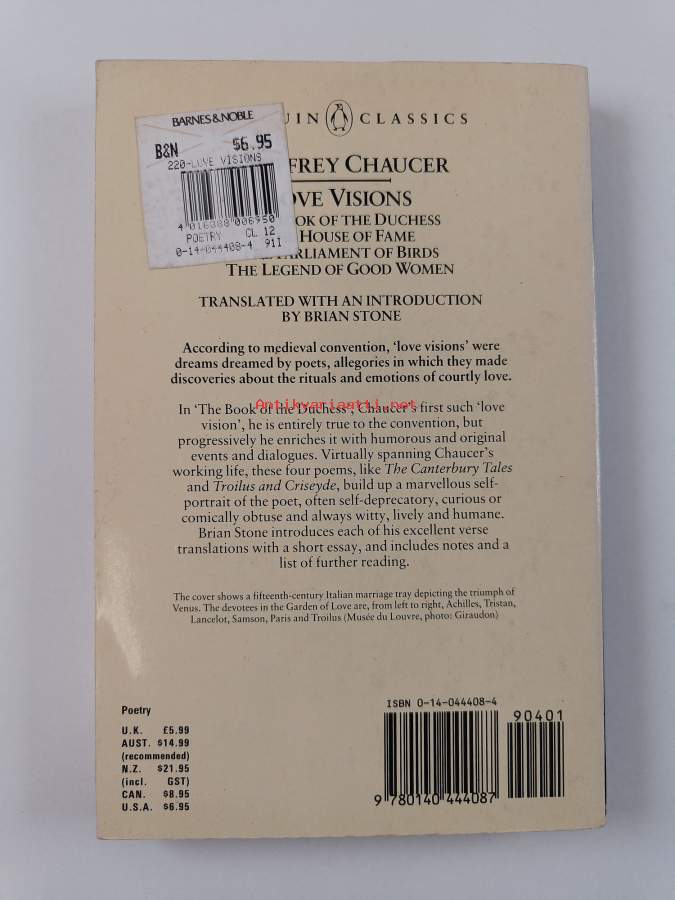 BARNES&NOBLE
B&N $6.95
220-LOVE VISIONS
4 016388 006950
POETRY CL 12
0-14-044408-4 91I
UIN CLASSICS
FREY CHAUCER
OVE VISIONS
OOK OF THE DUCHESS
HOUSE OF FAME
PARLIAMENT OF BIRDS
THE LEGEND OF GOOD WOMEN
TRANSLATED WITH AN INTRODUCTION
BY BRIAN STONE
According to medieval convention, ‘love visions’ were
dreams dreamed by poets, allegories in which they made
discoveries about the rituals and emotions of courtly love.
Antikvariaatti.net
In ‘The Book of the Duchess’, Chaucer’s first such ‘love
vision’, he is entirely true to the convention, but
progressively he enriches it with humorous and original
events and dialogues. Virtually spanning Chaucer’s
working life, these four poems, like The Canterbury Tales
and Troilus and Criseyde, build up a marvellous self-
portrait of the poet, often self-deprecatory, curious or
comically obtuse and always witty, lively and humane.
Brian Stone introduces each of his excellent verse
translations with a short essay, and includes notes and a
list of further reading.
The cover shows a fifteenth-century Italian marriage tray depicting the triumph of
Venus. The devotees in the Garden of Love are, from left to right, Achilles, Tristan,
Lancelot, Samson, Paris and Troilus (Musée du Louvre, photo: Giraudon)
Poetry
U.K. £5.99
AUST. $14.99
(recommended)
N.Z. $21.95
(incl. GST)
CAN. $8.95
U.S.A. $6.95
ISBN 0-14-044408-4
90401
9 780140 444087